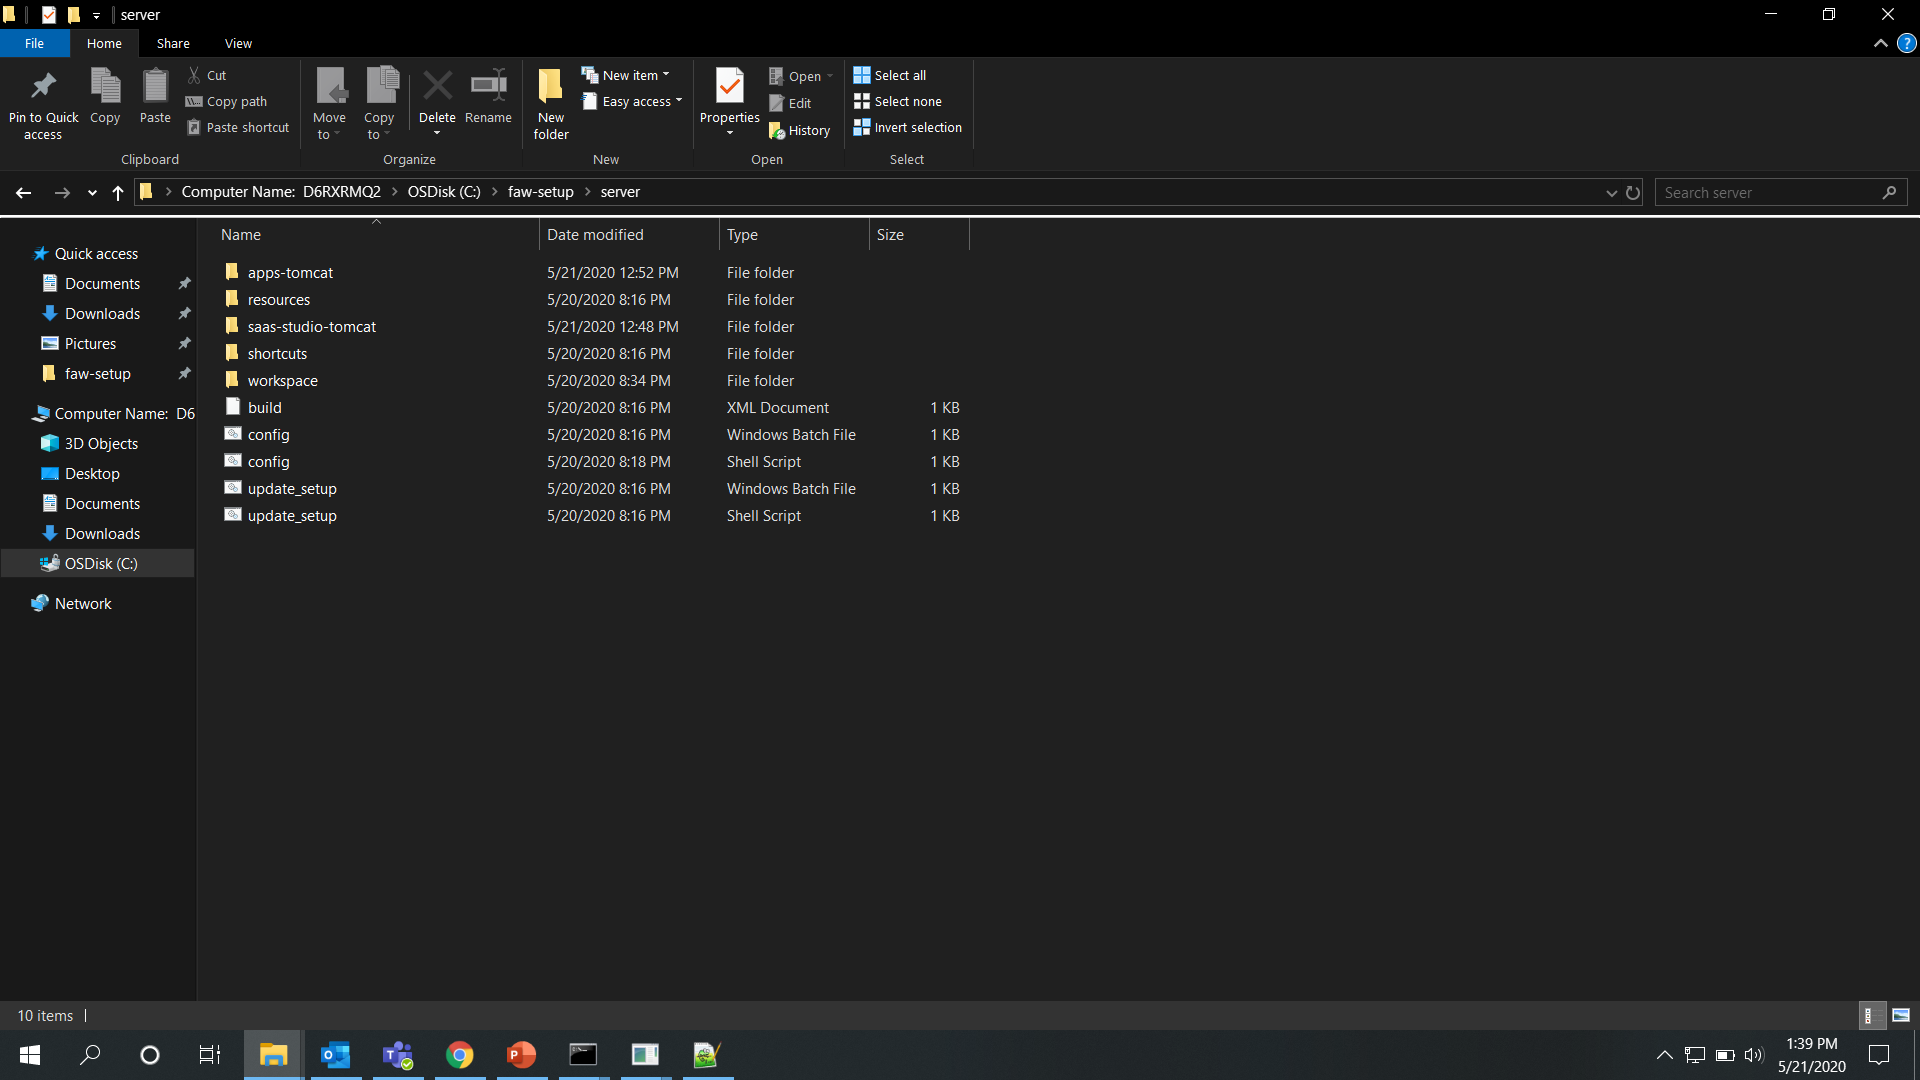 server
File Home Share View
Pin to Quick access
Copy
Paste
Cut
Copy path
Paste shortcut
Clipboard
Move to
Copy to
Delete
Rename
Organize
New folder
New item
Easy access
New
Properties
Open
Edit
History
Open
Select all
Select none
Invert selection
Select
Computer Name: D6RXRMQ2 > OSDisk (C:) > faw-setup > server
Search server
Quick access
Documents
Downloads
Pictures
faw-setup
Computer Name: D6
3D Objects
Desktop
Documents
Downloads
OSDisk (C:)
Network
Name Date modified Type Size
apps-tomcat 5/21/2020 12:52 PM File folder
resources 5/20/2020 8:16 PM File folder
saas-studio-tomcat 5/21/2020 12:48 PM File folder
shortcuts 5/20/2020 8:16 PM File folder
workspace 5/20/2020 8:34 PM File folder
build 5/20/2020 8:16 PM XML Document 1 KB
config 5/20/2020 8:16 PM Windows Batch File 1 KB
config 5/20/2020 8:18 PM Shell Script 1 KB
update_setup 5/20/2020 8:16 PM Windows Batch File 1 KB
update_setup 5/20/2020 8:16 PM Shell Script 1 KB
10 items
1:39 PM
5/21/2020